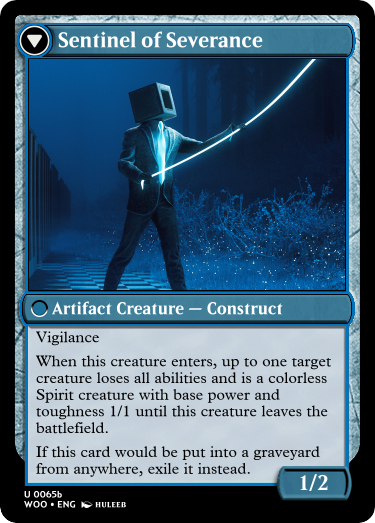 Sentinel of Severance
Artifact Creature — Construct
Vigilance
When this creature enters, up to one target
creature loses all abilities and is a colorless
Spirit creature with base power and
toughness 1/1 until this creature leaves the
battlefield.
If this card would be put into a graveyard
from anywhere, exile it instead.
1/2
U 0065b
WOO • ENG HULEEB